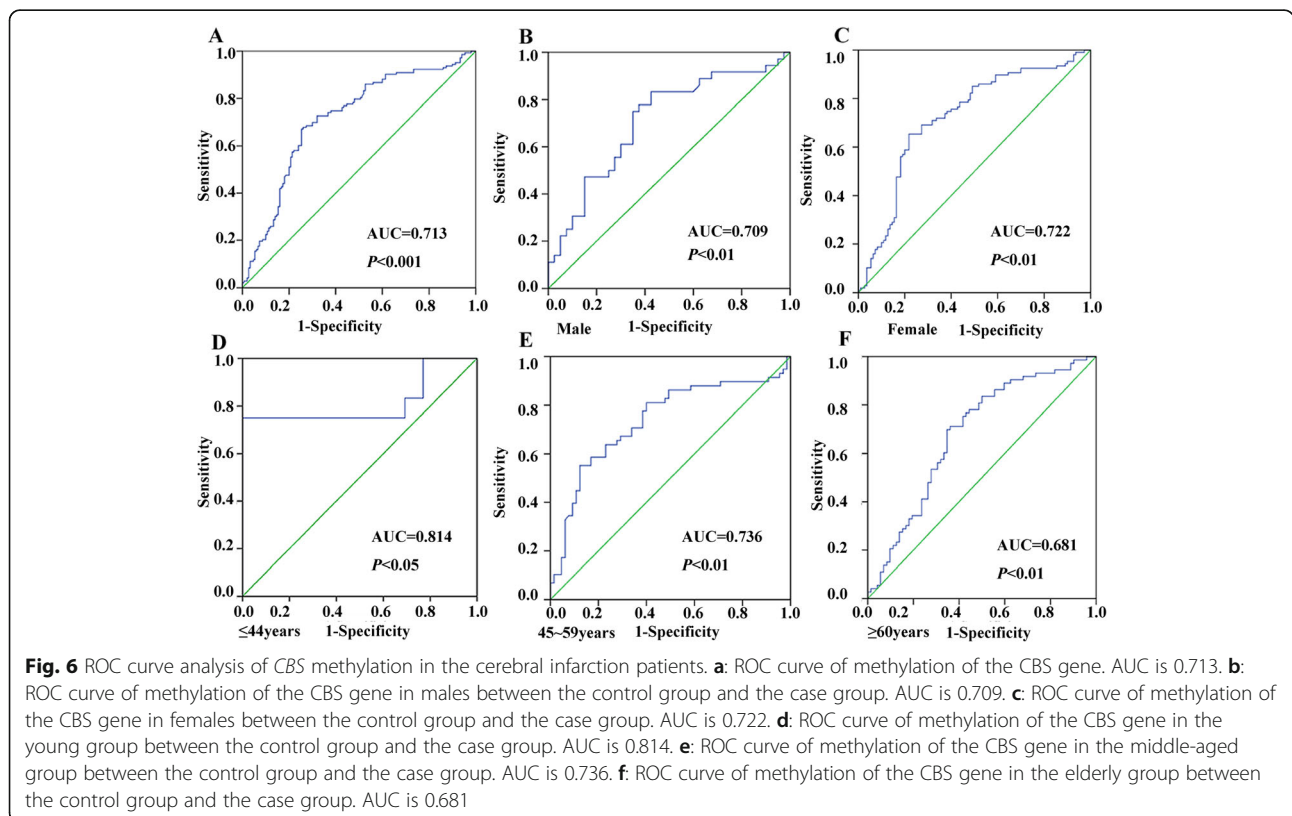 A
1.0
0.8
0.6
0.4
0.2
0.0
Sensitivity
AUC=0.713
P<0.001
0.0 0.2 0.4 0.6 0.8 1.0
1-Specificity
B
1.0
0.8
0.6
0.4
0.2
0.0
Sensitivity
AUC=0.709
P<0.01
0.0 0.2 0.4 0.6 0.8 1.0
Male 1-Specificity
C
1.0
0.8
0.6
0.4
0.2
0.0
Sensitivity
AUC=0.722
P<0.01
0.0 0.2 0.4 0.6 0.8 1.0
Female 1-Specificity
D
1.0
0.8
0.6
0.4
0.2
0.0
Sensitivity
AUC=0.814
P<0.05
0.0 0.2 0.4 0.6 0.8 1.0
≤44years 1-Specificity
E
1.0
0.8
0.6
0.4
0.2
0.0
Sensitivity
AUC=0.736
P<0.01
0.0 0.2 0.4 0.6 0.8 1.0
45~59years 1-Specificity
F
1.0
0.8
0.6
0.4
0.2
0.0
Sensitivity
AUC=0.681
P<0.01
0.0 0.2 0.4 0.6 0.8 1.0
≥60years 1-Specificity
Fig. 6 ROC curve analysis of CBS methylation in the cerebral infarction patients. a: ROC curve of methylation of the CBS gene. AUC is 0.713. b:
ROC curve of methylation of the CBS gene in males between the control group and the case group. AUC is 0.709. c: ROC curve of methylation of
the CBS gene in females between the control group and the case group. AUC is 0.722. d: ROC curve of methylation of the CBS gene in the
young group between the control group and the case group. AUC is 0.814. e: ROC curve of methylation of the CBS gene in the middle-aged
group between the control group and the case group. AUC is 0.736. f: ROC curve of methylation of the CBS gene in the elderly group between
the control group and the case group. AUC is 0.681